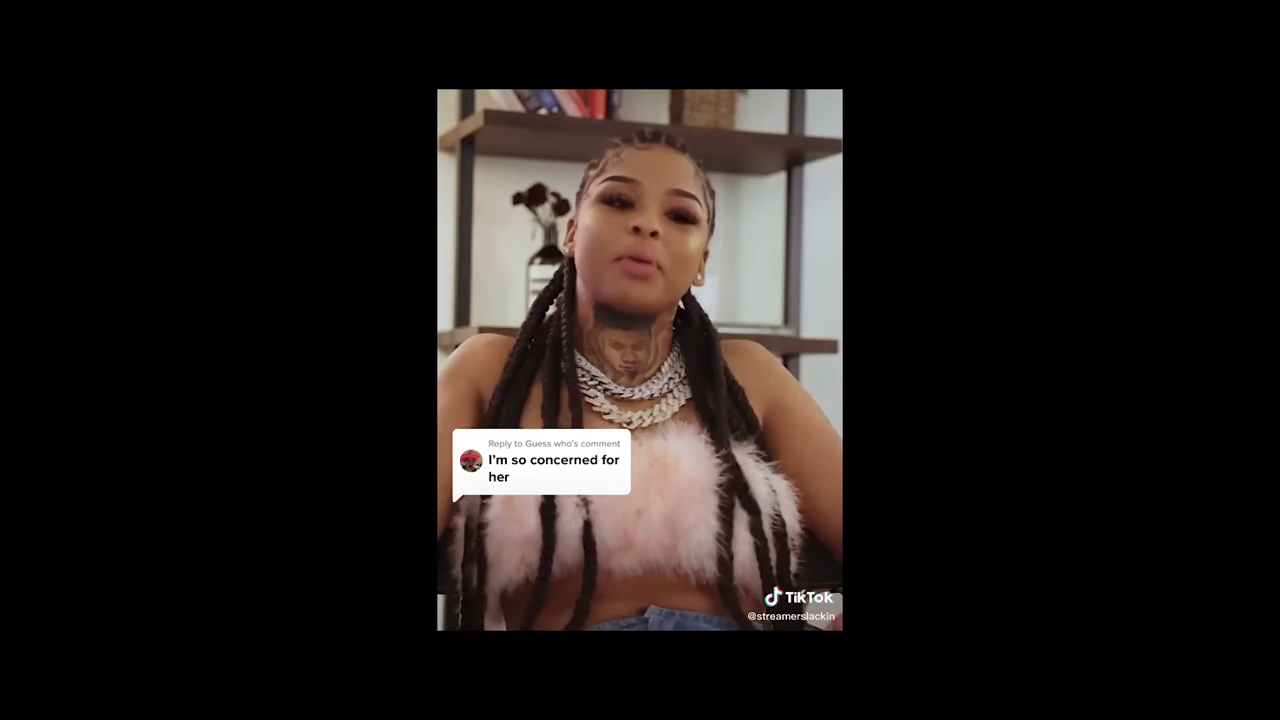 Reply to Guess who's comment
I'm so concerned for
her
TikTok
@streamerslackin